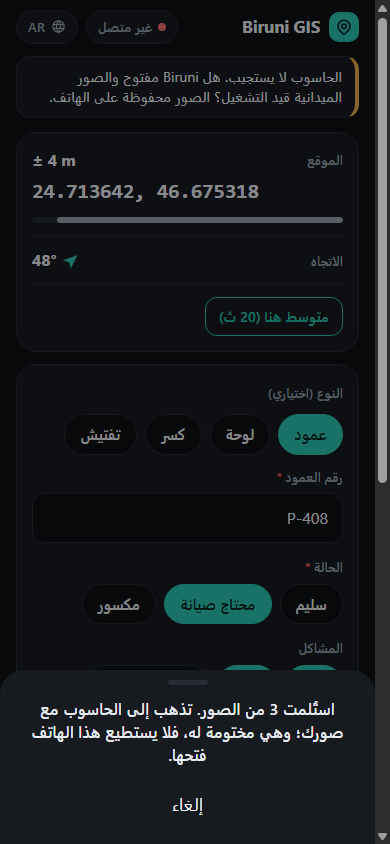 Biruni GIS
غير متصل
AR
الحاسوب لا يستجيب. هل Biruni مفتوح والصور
الميدانية قيد التشغيل؟ الصور محفوظة على الهاتف.
الموقع
± 4 m
24.713642, 46.675318
الاتجاه
48°
متوسط هنا (20 ث)
النوع (اختياري)
عمود
لوحة
كسر
تفتيش
رقم العمود *
P-408
الحالة *
سليم
محتاج صيانة
مكسور
المشاكل
استُلمت 3 من الصور. تذهب إلى الحاسوب مع
صورك؛ وهي مختومة له، فلا يستطيع هذا الهاتف
فتحها.
إلغاء